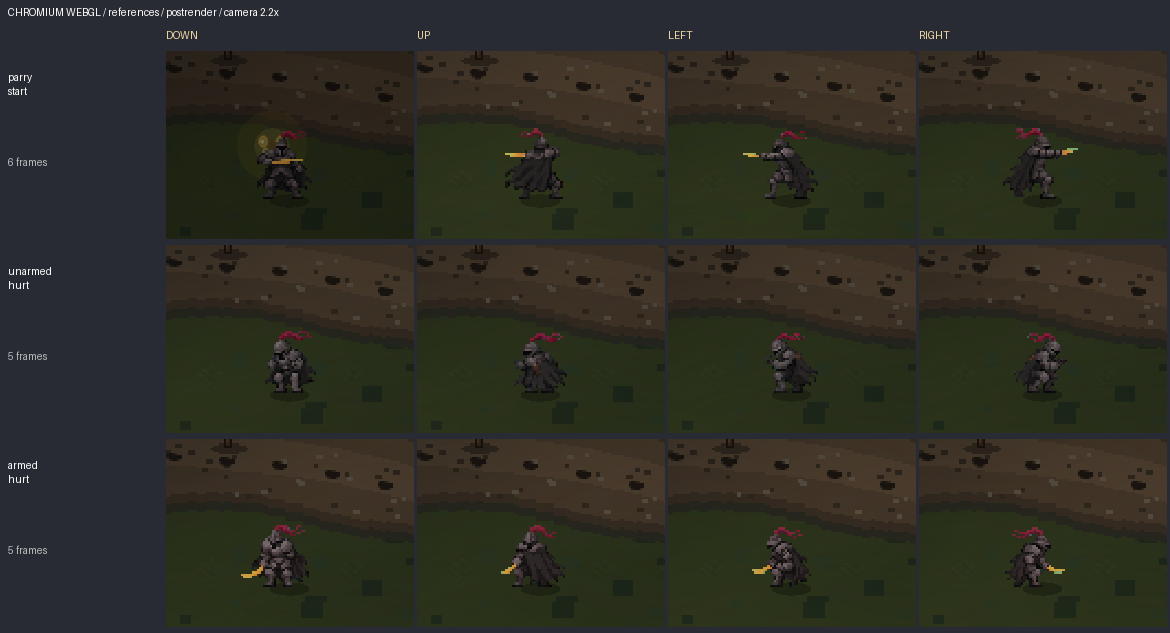 CHROMIUM WEBGL / references / postrender / camera 2.2x
DOWN
UP
LEFT
RIGHT
parry
start
6 frames
unarmed
hurt
5 frames
armed
hurt
5 frames